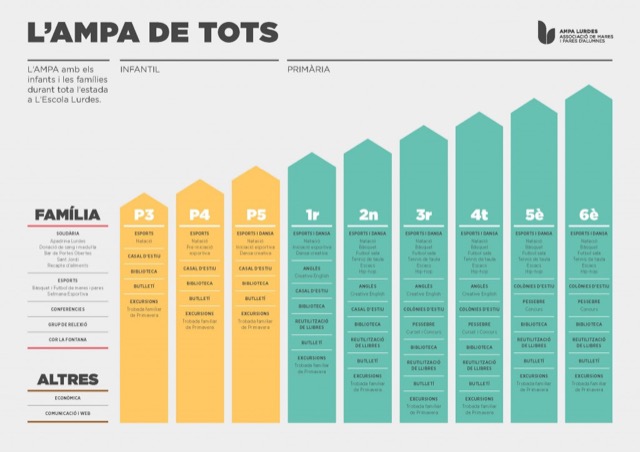 L'AMPA DE TOTS
AMPA LURDES
ASSOCIACIÓ DE MARES
I PARES D'ALUMNES
L'AMPA amb els
infants i les famílies
durant tota l'estada
a L'Escola Lurdes.
INFANTIL
PRIMÀRIA
FAMÍLIA
SOLIDÀRIA
Apadrina Lurdes
Donació de sang i medul·la
Bar de Portes Obertes
Sant Jordi
Recapte d'aliments
ESPORTS
Bàsquet i Futbol de mares i pares
Setmana Esportiva
CONFERÈNCIES
GRUP DE RELEXIÓ
COR LA FONTANA
ALTRES
ECONÒMICA
COMUNICACIÓ I WEB
P3
ESPORTS
Natació
CASAL D'ESTIU
BIBLIOTECA
BUTLLETÍ
EXCURSIONS
Trobada familiar
de Primavera
P4
ESPORTS
Natació
esportiva
CASAL D'ESTIU
BIBLIOTECA
BUTLLETÍ
EXCURSIONS
Trobada familiar
de Primavera
P5
ESPORTS
Natació
Iniciació esportiva
Dansa creativa
CASAL D'ESTIU
BIBLIOTECA
BUTLLETÍ
EXCURSIONS
Trobada familiar
de Primavera
1r
ESPORTS I DANSA
Natació
Iniciació esportiva
Dansa creativa
ANGLÈS
Creative English
CASAL D'ESTIU
BIBLIOTECA
REUTILITZACIÓ
DE LLIBRES
BUTLLETÍ
EXCURSIONS
Trobada familiar
de Primavera
2n
ESPORTS I DANSA
Natació
Bàsquet
Futbol sala
Tennis de taula
Escacs
Hip-hop
ANGLÈS
Creative English
CASAL D'ESTIU
BIBLIOTECA
REUTILITZACIÓ
DE LLIBRES
BUTLLETÍ
EXCURSIONS
Trobada familiar
de Primavera
3r
ESPORTS I DANSA
Natació
Bàsquet
Futbol sala
Tennis de taula
Escacs
Hip-hop
ANGLÈS
Creative English
COLÒNIES D'ESTIU
PESSEBRE
Curset i Concurs
BIBLIOTECA
REUTILITZACIÓ
DE LLIBRES
BUTLLETÍ
EXCURSIONS
Trobada familiar
de Primavera
4t
ESPORTS I DANSA
Natació
Bàsquet
Futbol sala
Tennis de taula
Escacs
Hip-hop
ANGLÈS
Creative English
COLÒNIES D'ESTIU
PESSEBRE
Curset i Concurs
BIBLIOTECA
REUTILITZACIÓ
DE LLIBRES
BUTLLETÍ
EXCURSIONS
Trobada familiar
de Primavera
5è
ESPORTS I DANSA
Natació
Bàsquet
Futbol sala
Tennis de taula
Escacs
Hip-hop
COLÒNIES D'ESTIU
PESSEBRE
Concurs
BIBLIOTECA
REUTILITZACIÓ
DE LLIBRES
BUTLLETÍ
EXCURSIONS
Trobada familiar
de Primavera
6è
ESPORTS I DANSA
Natació
Bàsquet
Futbol sala
Tennis de taula
Escacs
Hip-hop
COLÒNIES D'ESTIU
PESSEBRE
Concurs
BIBLIOTECA
REUTILITZACIÓ
DE LLIBRES
BUTLLETÍ
EXCURSIONS
Trobada familiar
de Primavera